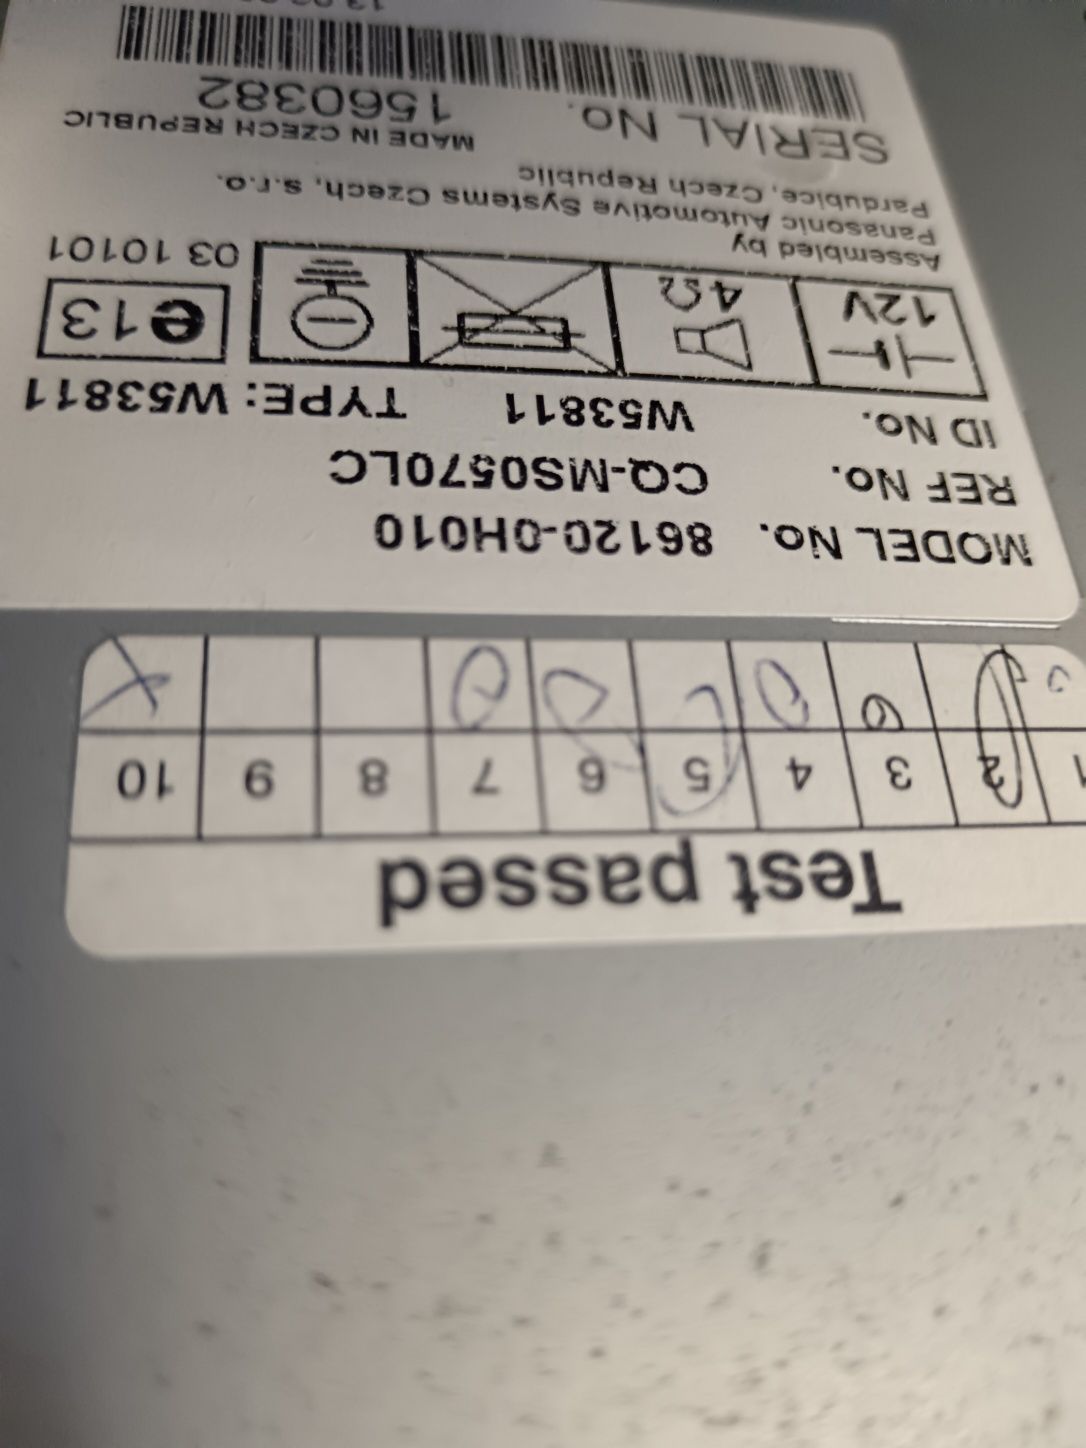 Test passed
1 2 3 4 5 6 7 8 9 10
MODEL No. 86120-0H010
REF No. CQ-MS0570LC
ID No. W53811 TYPE: W53811
12V 4Ω e13
03 10101
Assembled by
Panasonic Automotive Systems Czech, s.r.o.
Pardubice, Czech Republic
MADE IN CZECH REPUBLIC
SERIAL No. 1560382